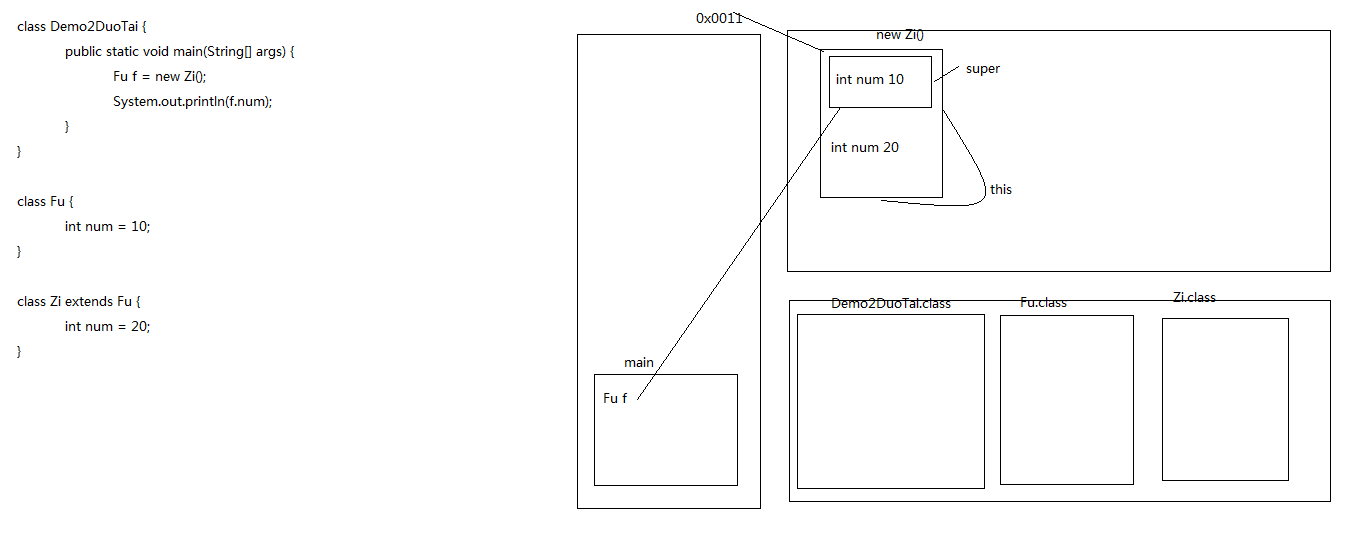 class Demo2DuoTai {
public static void main(String[] args) {
Fu f = new Zi();
System.out.println(f.num);
}
}
class Fu {
int num = 10;
}
class Zi extends Fu {
int num = 20;
}
0x0011
new Zi()
int num 10
super
int num 20
this
main
Fu f
Demo2DuoTai.class
Fu.class
Zi.class